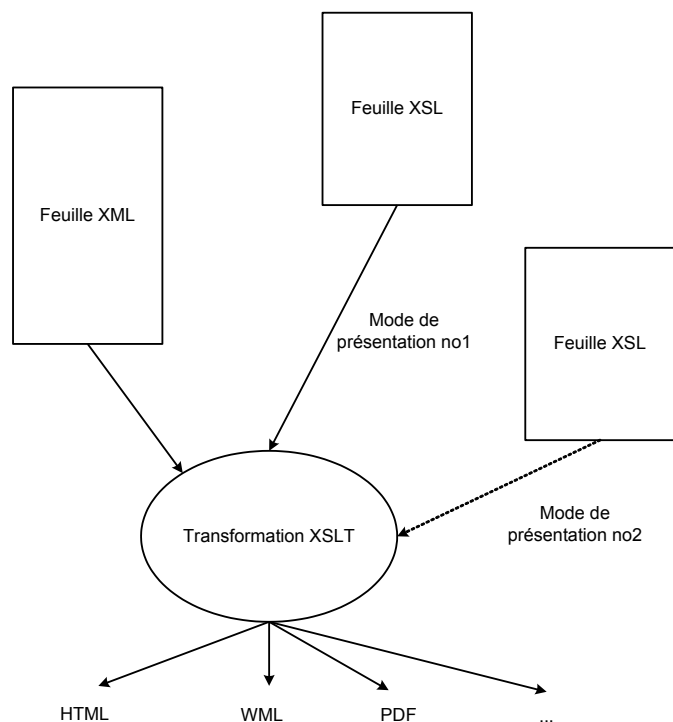 Feuille XSL
Feuille XML
Mode de
présentation no1
Feuille XSL
Transformation XSLT
Mode de
présentation no2
HTML
WML
PDF
...